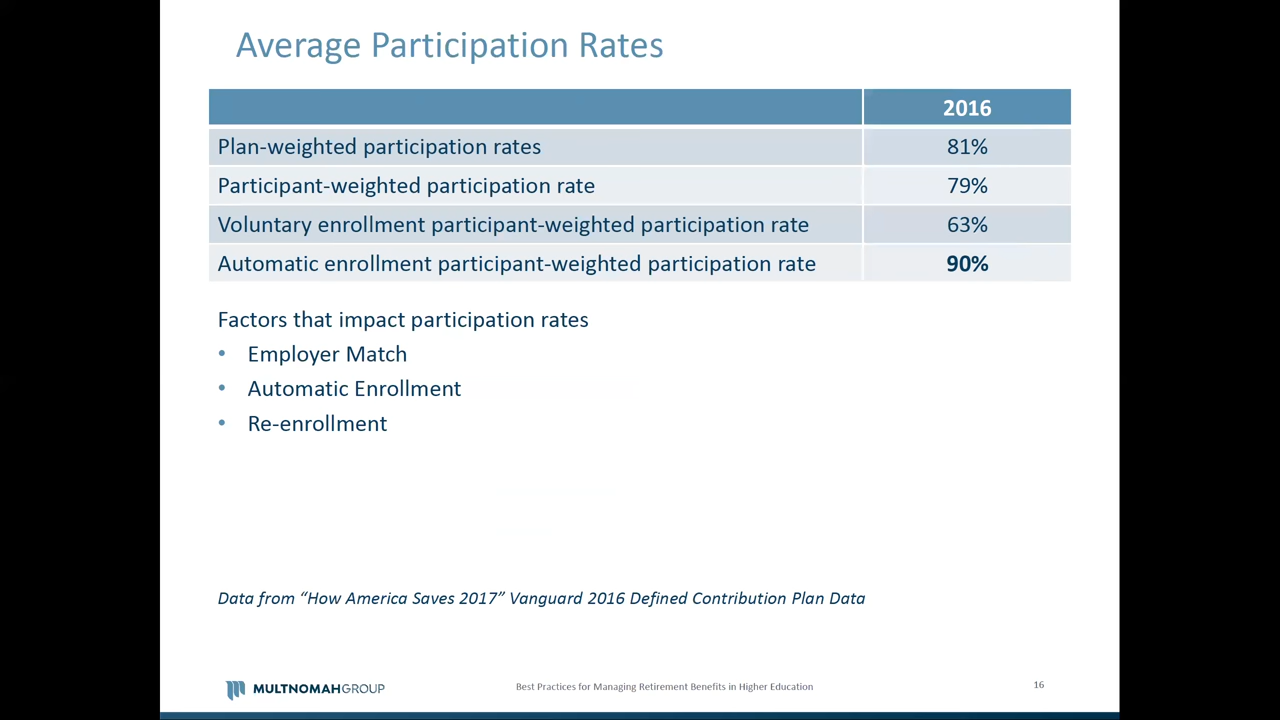 Average Participation Rates
2016
Plan-weighted participation rates 81%
Participant-weighted participation rate 79%
Voluntary enrollment participant-weighted participation rate 63%
Automatic enrollment participant-weighted participation rate 90%
Factors that impact participation rates
• Employer Match
• Automatic Enrollment
• Re-enrollment
Data from “How America Saves 2017” Vanguard 2016 Defined Contribution Plan Data
MULTNOMAHGROUP Best Practices for Managing Retirement Benefits in Higher Education 16